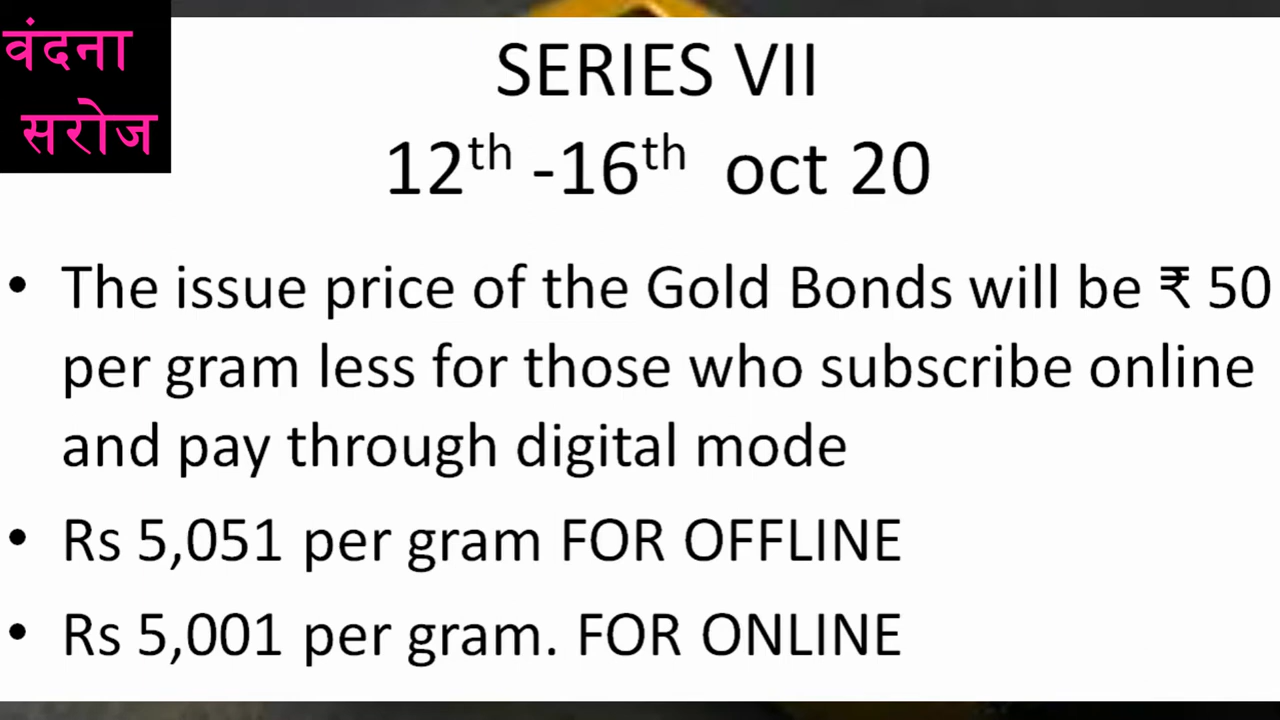 वंदना
सरोज
SERIES VII
12th -16th oct 20
• The issue price of the Gold Bonds will be ₹ 50
per gram less for those who subscribe online
and pay through digital mode
• Rs 5,051 per gram FOR OFFLINE
• Rs 5,001 per gram. FOR ONLINE